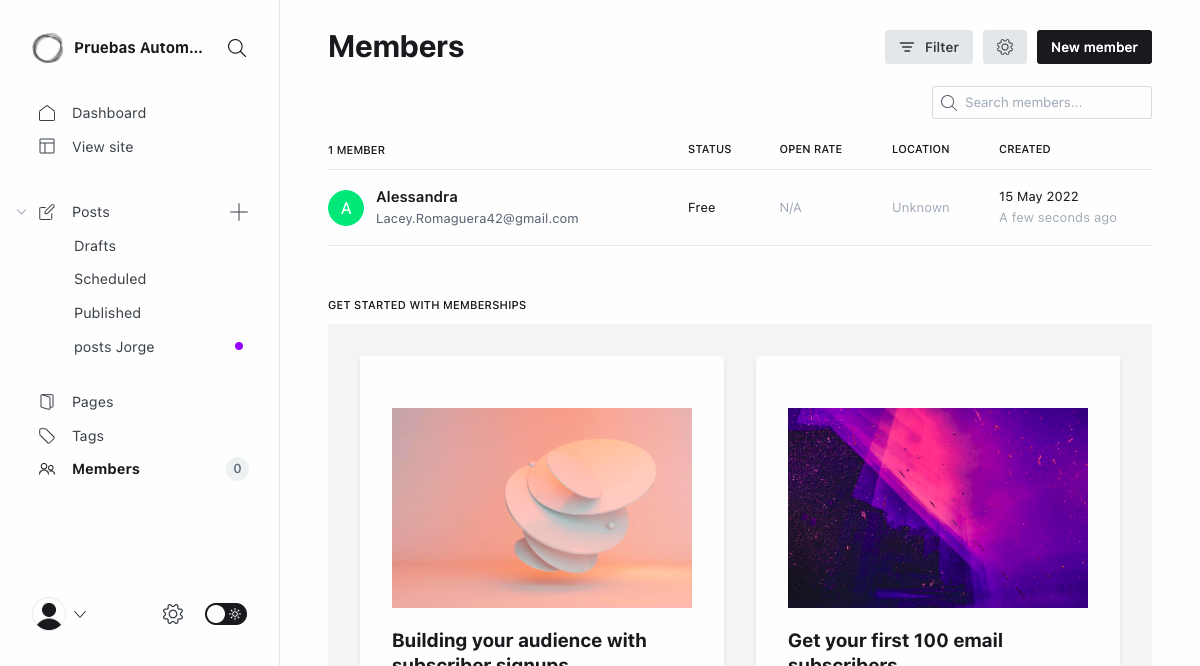 Pruebas Autom...
Dashboard
View site
Posts
Drafts
Scheduled
Published
posts Jorge
Pages
Tags
Members
0
Members
Filter
New member
Search members...
1 MEMBER STATUS OPEN RATE LOCATION CREATED
A
Alessandra
Lacey.Romaguera42@gmail.com
Free
N/A
Unknown
15 May 2022
A few seconds ago
GET STARTED WITH MEMBERSHIPS
Building your audience with
subscriber signups
Get your first 100 email
subscribers